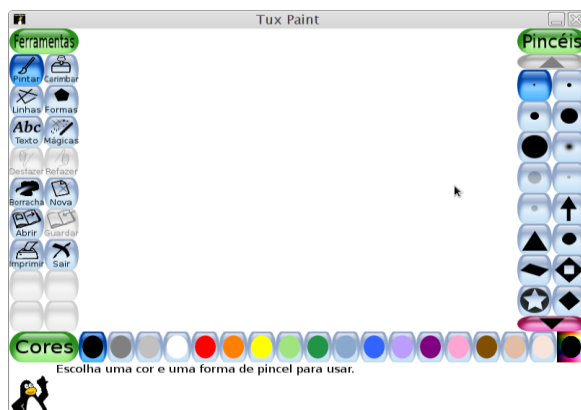 Tux Paint
Ferramentas
Pincéis
Pintar Carimbar
Linhas Formas
Abc
Texto Mágicas
Desfazer Refazer
Borracha Nova
Abrir Guardar
Imprimir Sair
Cores
Escolha uma cor e uma forma de pincel para usar.